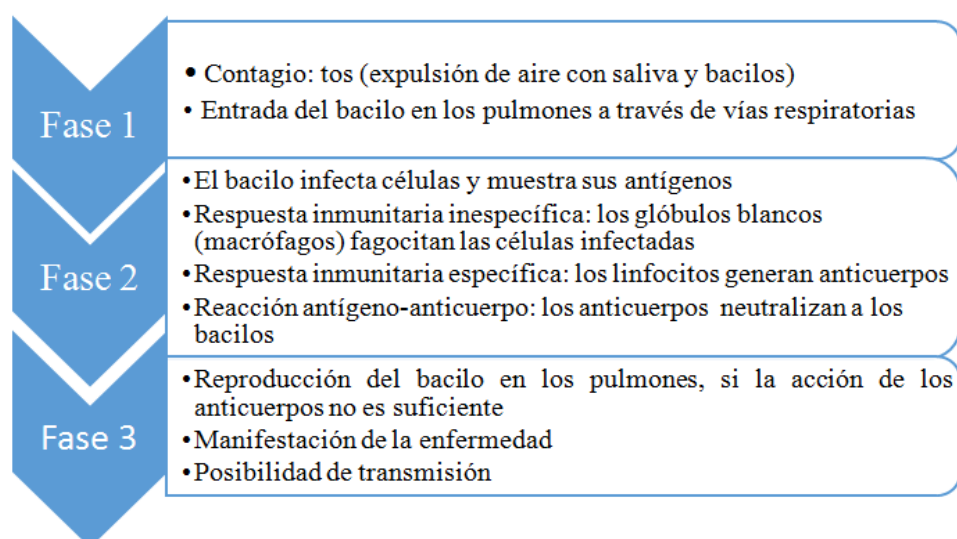 Fase 1
• Contagio: tos (expulsión de aire con saliva y bacilos)
• Entrada del bacilo en los pulmones a través de vías respiratorias
Fase 2
•El bacilo infecta células y muestra sus antígenos
•Respuesta inmunitaria inespecífica: los glóbulos blancos
(macrófagos) fagocitan las células infectadas
•Respuesta inmunitaria específica: los linfocitos generan anticuerpos
•Reacción antígeno-anticuerpo: los anticuerpos neutralizan a los
bacilos
Fase 3
•Reproducción del bacilo en los pulmones, si la acción de los
anticuerpos no es suficiente
•Manifestación de la enfermedad
•Posibilidad de transmisión